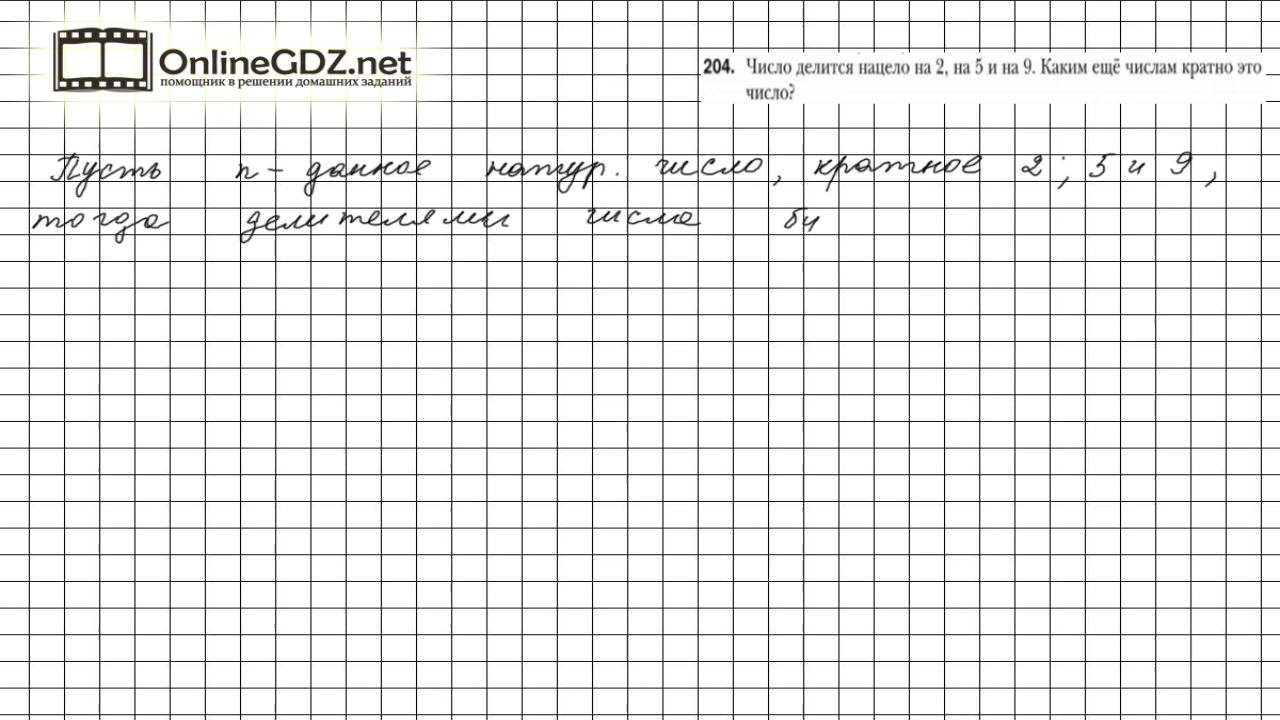 OnlineGDZ.net
помощник в решении домашних заданий
204. Число делится нацело на 2, на 5 и на 9. Каким ещё числам кратно это
число?
Пусть n - данное натур. число, кратное 2; 5 и 9,
тогда делителями числа бу